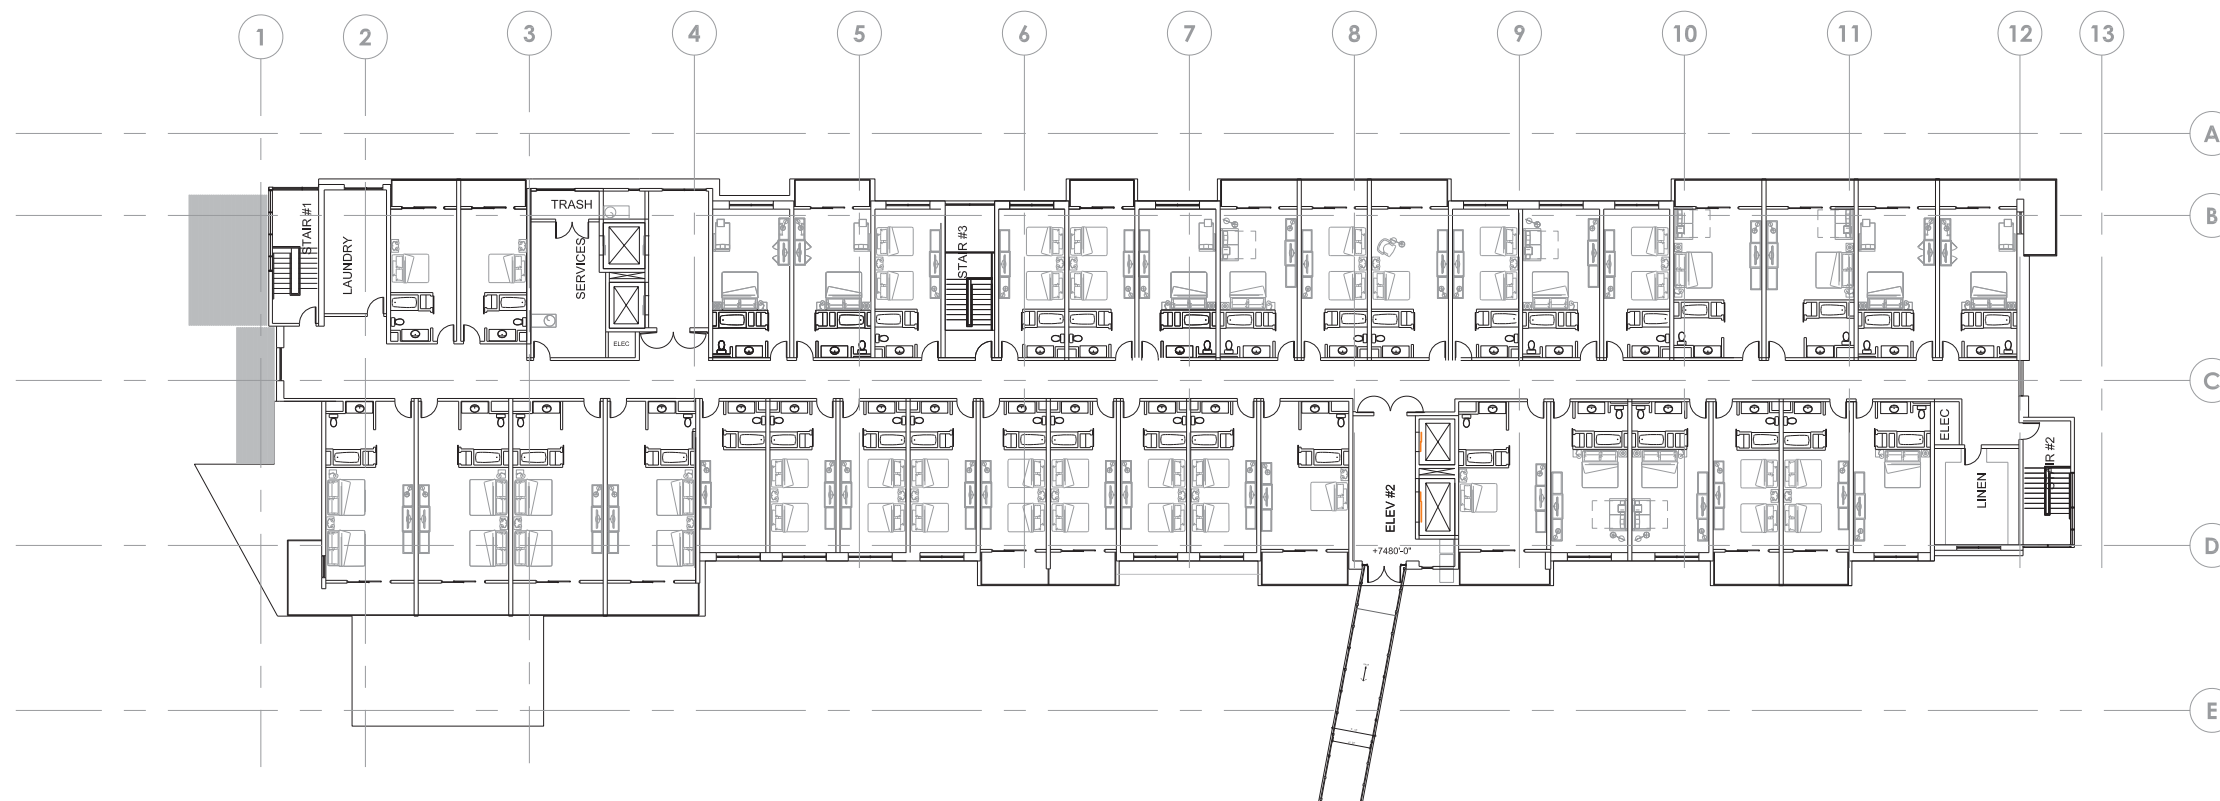 1
2
3
4
5
6
7
8
9
10
11
12
13
A
B
C
D
E
STAIR #1
LAUNDRY
TRASH
SERVICES
ELEC
STAIR #3
ELEV #2
+7480'-0"
ELEC
LINEN
IR #2